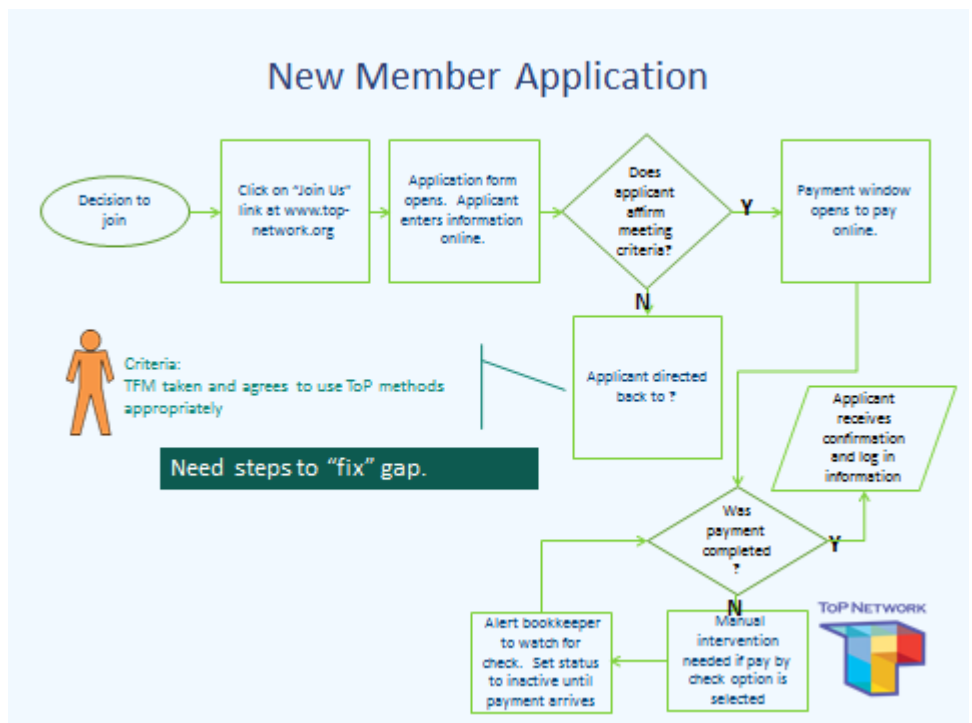 New Member Application
Decision to
join
Click on "Join Us"
link at www.top-
network.org
Application form
opens. Applicant
enters information
online.
Does
applicant
affirm
meeting
criteria?
Y
Payment window
opens to pay
online.
N
Criteria:
TFM taken and agrees to use ToP methods
appropriately
Applicant directed
back to ?
Applicant
receives
confirmation
and log in
information
Need steps to "fix" gap.
Was
payment
completed
?
Y
N
Alert bookkeeper
to watch for
check. Set status
to inactive until
payment arrives
Manual
intervention
needed if pay by
check option is
selected
TOP NETWORK